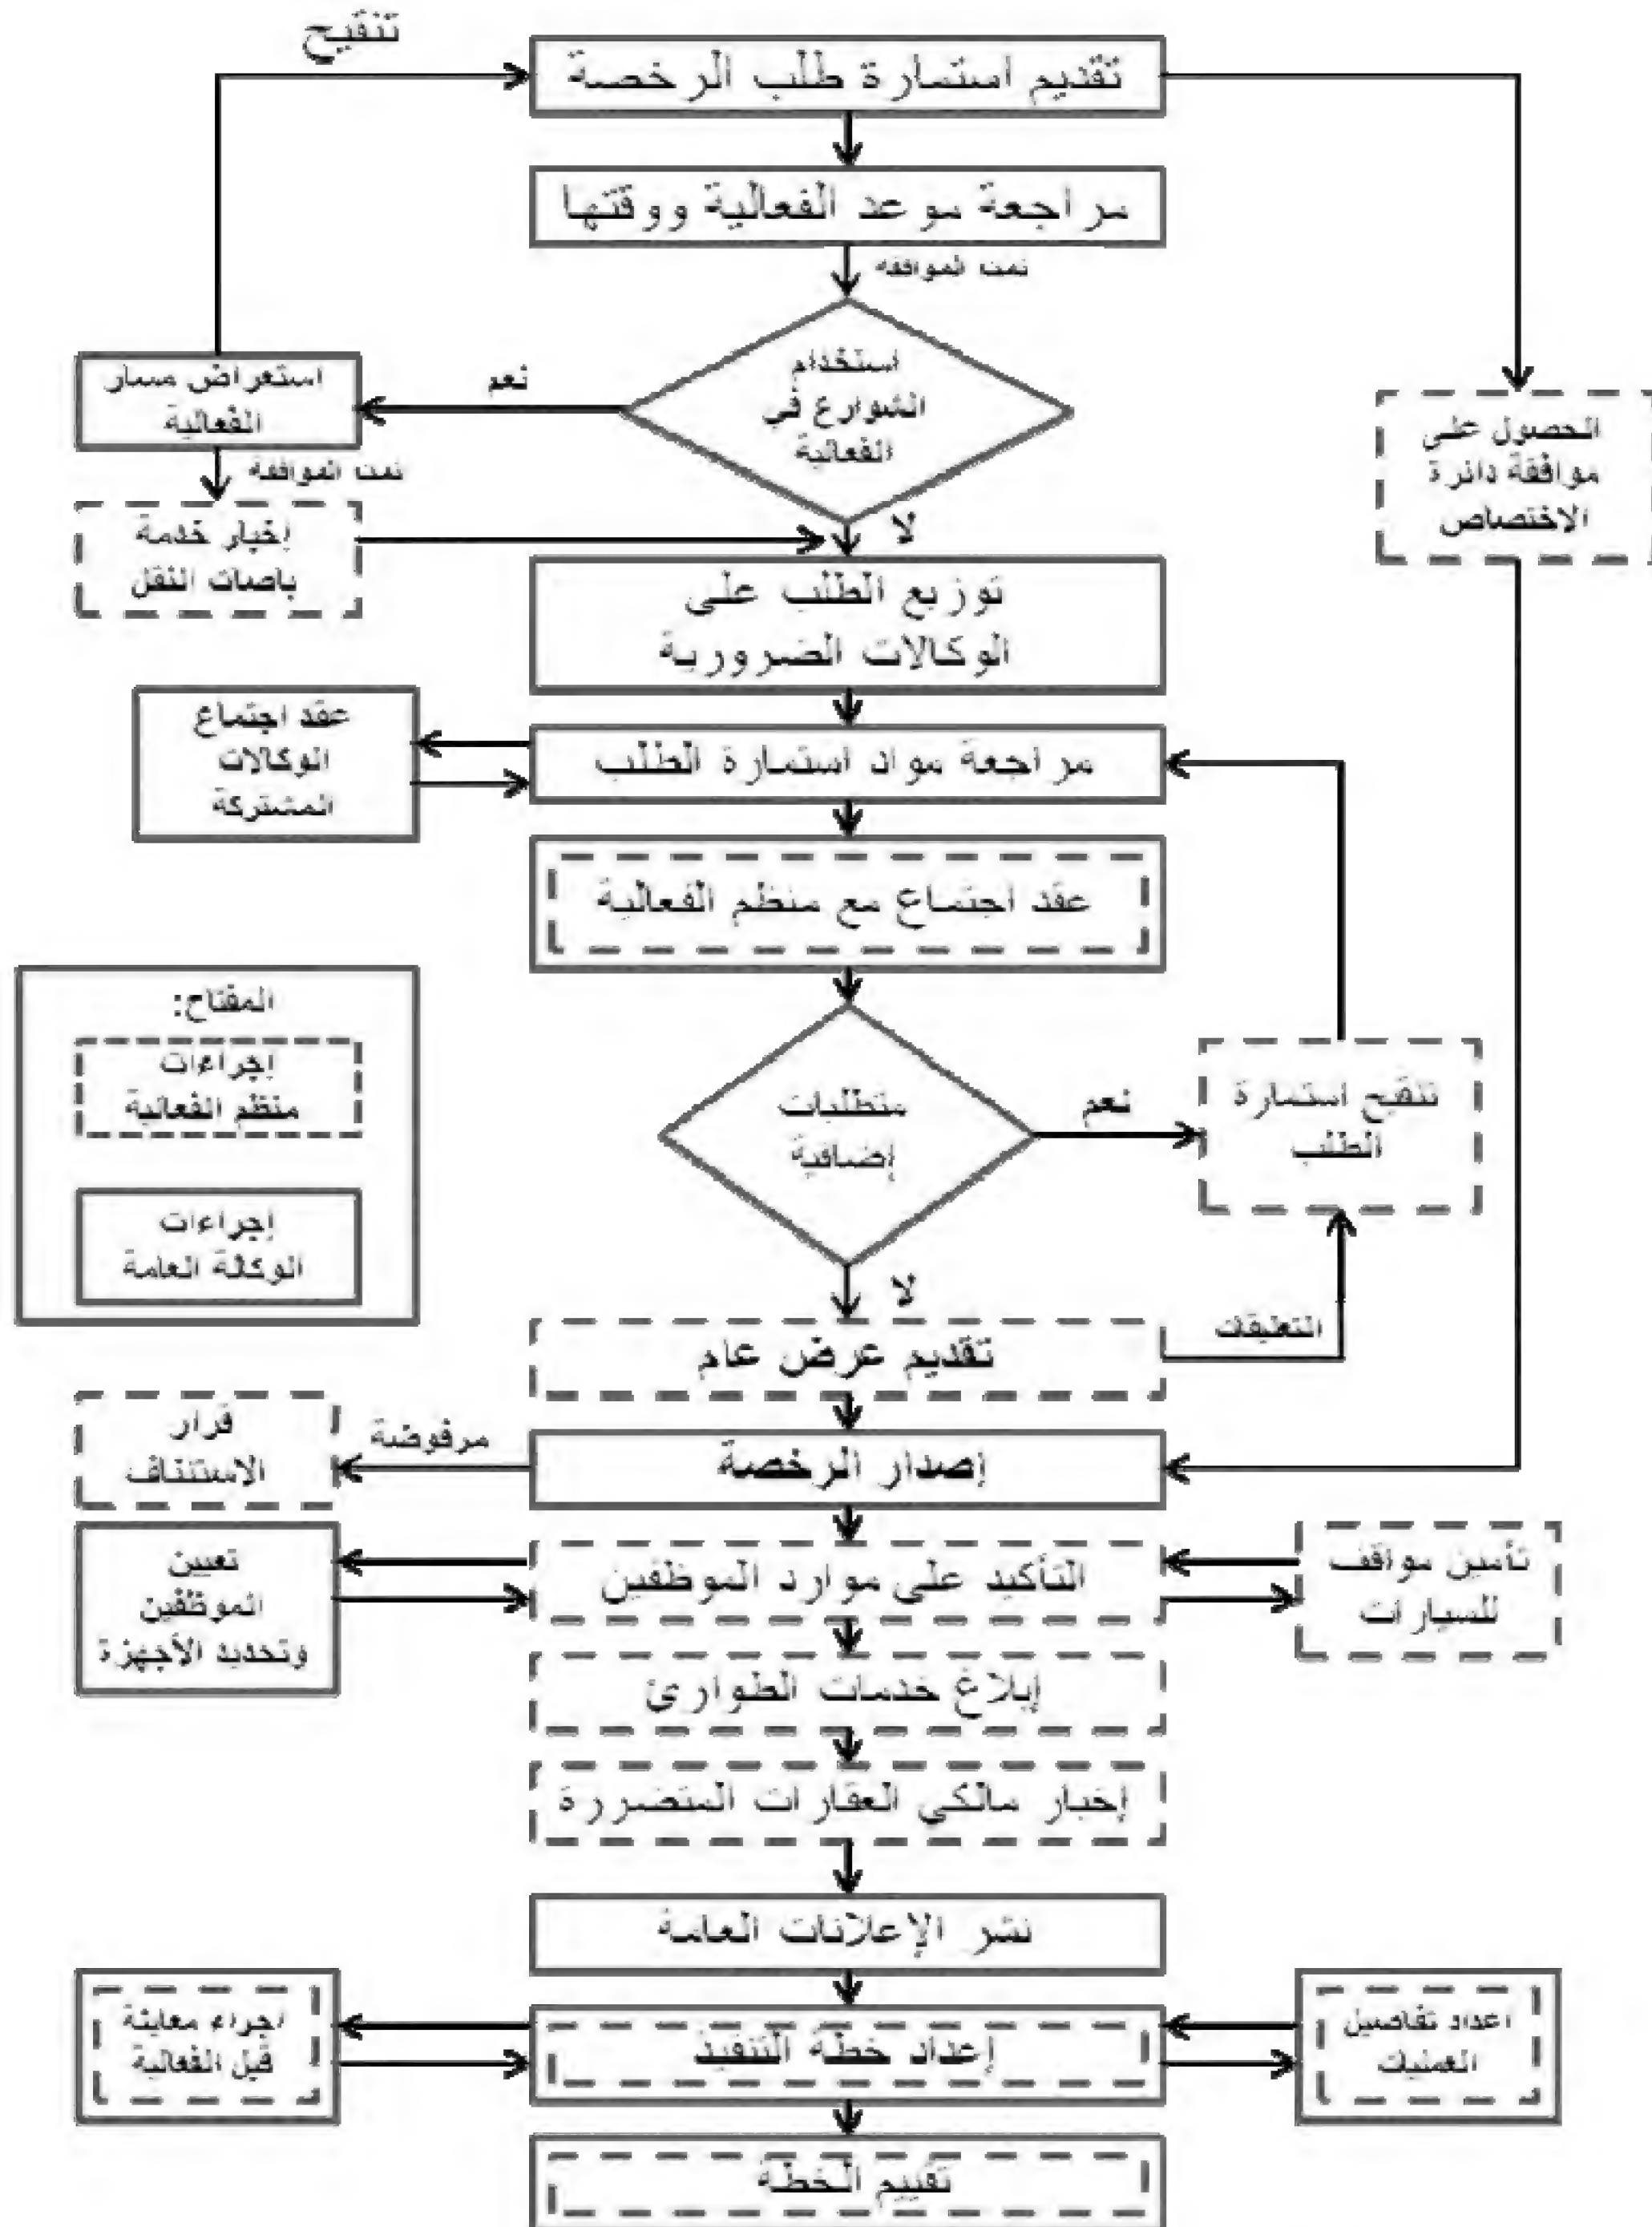 تنقيح
تقديم استمارة طلب الرخصة
مراجعة موعد الفعالية ووقتها
تمت الموافقة
استخدام
الشوارع في
الفعالية
نعم
استعراض مسار
الفعالية
تمت الموافقة
إخبار خدمة
باصات النقل
لا
الحصول على
موافقة دائرة
الاختصاص
توزيع الطلب على
الوكالات الضرورية
مراجعة مواد استمارة الطلب
عقد اجتماع
الوكالات
المشتركة
عقد اجتماع مع منظم الفعالية
المفتاح:
إجراءات
منظم الفعالية
إجراءات
الوكالة العامة
متطلبات
إضافية
نعم
تنقيح استمارة
الطلب
لا
التعليقات
تقديم عرض عام
إصدار الرخصة
مرفوضة
قرار
الاستئناف
التأكيد على موارد الموظفين
تأمين مواقف
للسيارات
تعيين
الموظفين
وتحديد الأجهزة
إبلاغ خدمات الطوارئ
إخبار مالكي العقارات المتضررة
نشر الإعلانات العامة
إعداد خطة التنفيذ
اعداد تفاصيل
العمليات
اجراء معاينة
قبل الفعالية
تقييم الخطة